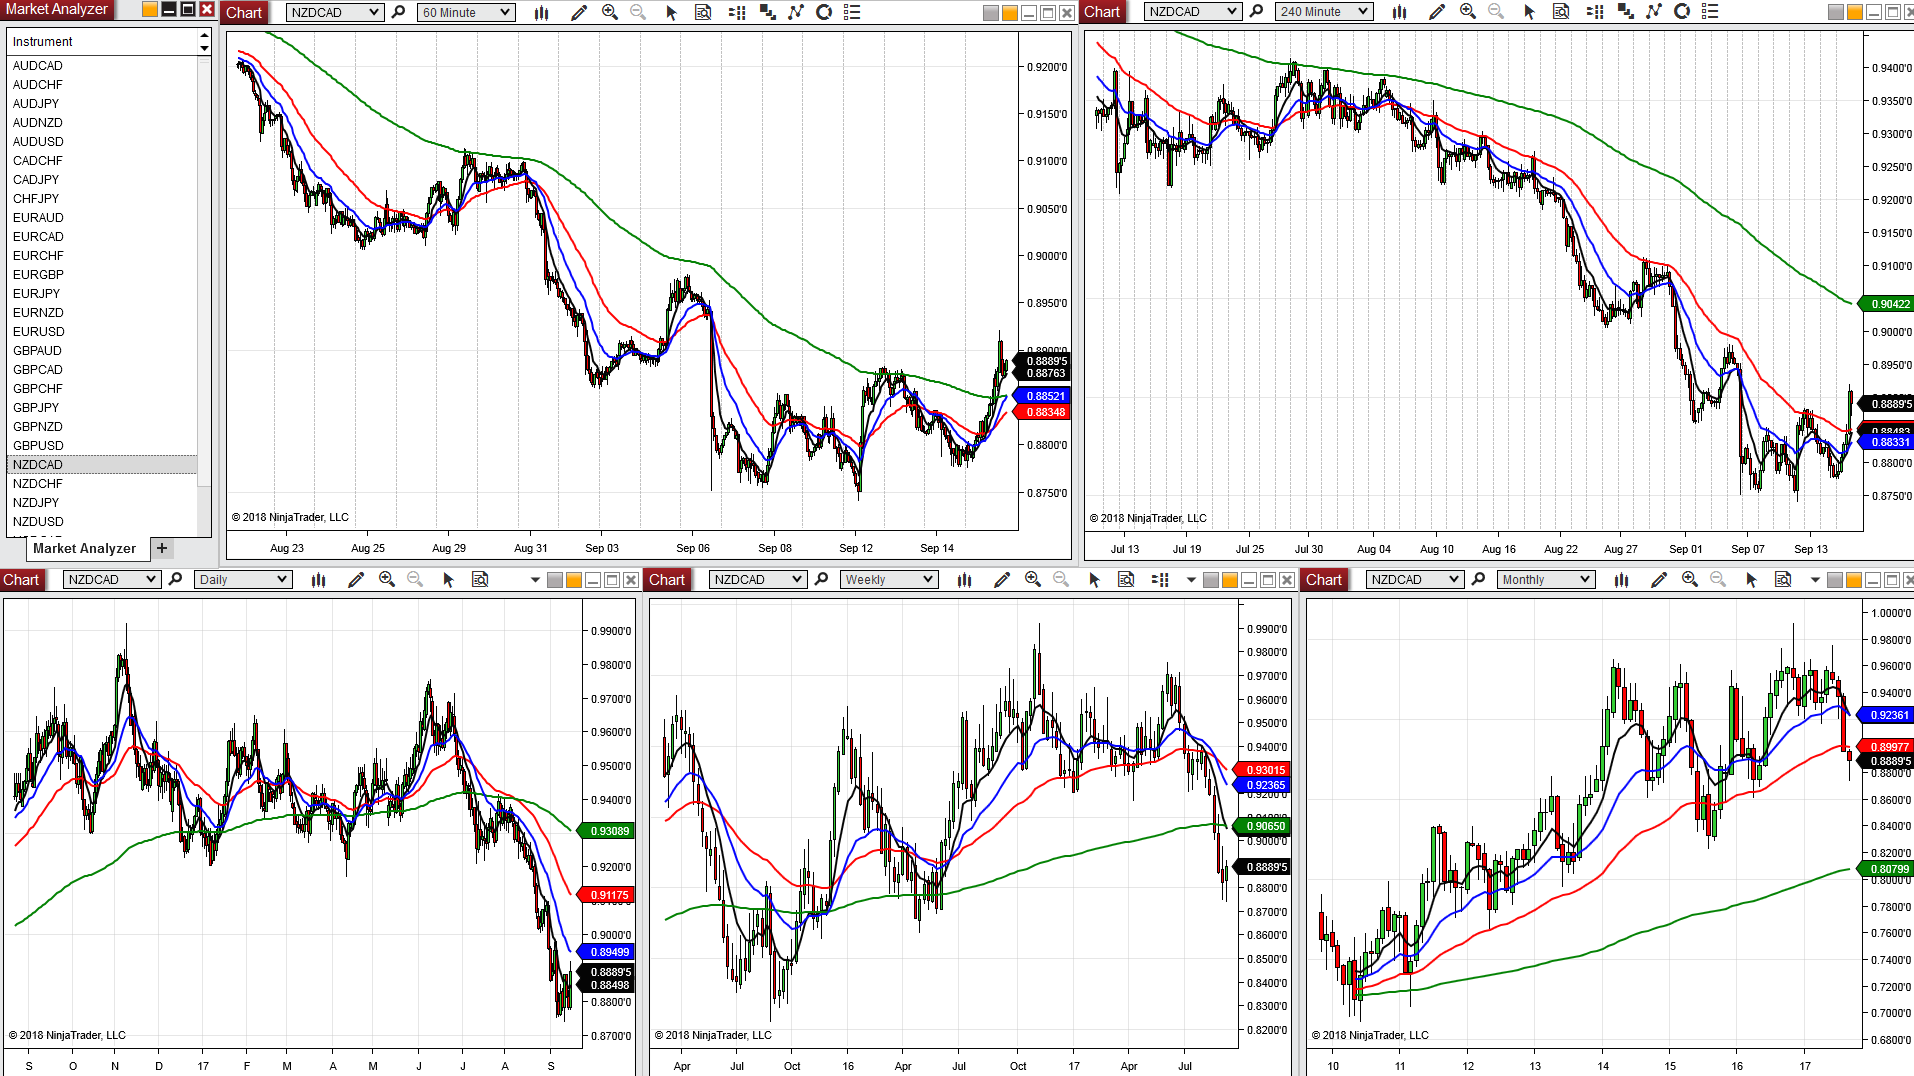 Market Analyzer
Instrument
AUDCAD
AUDCHF
AUDJPY
AUDNZD
AUDUSD
CADCHF
CADJPY
CHFJPY
EURAUD
EURCAD
EURCHF
EURGBP
EURJPY
EURNZD
EURUSD
GBPAUD
GBPCAD
GBPCHF
GBPJPY
GBPNZD
GBPUSD
NZDCAD
NZDCHF
NZDJPY
NZDUSD
Market Analyzer +
Chart NZDCAD 60 Minute
0.9200'0
0.9150'0
0.9100'0
0.9050'0
0.9000'0
0.8950'0
0.8889'5
0.88763
0.88521
0.88348
0.8800'0
0.8750'0
© 2018 NinjaTrader, LLC
Aug 23 Aug 25 Aug 29 Aug 31 Sep 03 Sep 06 Sep 08 Sep 12 Sep 14
Chart NZDCAD 240 Minute
0.9400'0
0.9350'0
0.9300'0
0.9250'0
0.9200'0
0.9150'0
0.9100'0
0.90422
0.9000'0
0.8950'0
0.8889'5
0.88483
0.88331
0.8800'0
0.8750'0
© 2018 NinjaTrader, LLC
Jul 13 Jul 19 Jul 25 Jul 30 Aug 04 Aug 10 Aug 16 Aug 22 Aug 27 Sep 01 Sep 07 Sep 13
Chart NZDCAD Daily
0.9900'0
0.9800'0
0.9700'0
0.9600'0
0.9500'0
0.9400'0
0.93089
0.9200'0
0.91175
0.9000'0
0.89499
0.8889'5
0.88498
0.8800'0
0.8700'0
© 2018 NinjaTrader, LLC
S O N D 17 F M A M J J A S
Chart NZDCAD Weekly
0.9900'0
0.9800'0
0.9700'0
0.9600'0
0.9500'0
0.9400'0
0.93015
0.92365
0.9200'0
0.90650
0.9000'0
0.8889'5
0.8800'0
0.8700'0
0.8600'0
0.8500'0
0.8400'0
0.8300'0
0.8200'0
© 2018 NinjaTrader, LLC
Apr Jul Oct 16 Apr Jul Oct 17 Apr Jul
Chart NZDCAD Monthly
1.0000'0
0.9800'0
0.9600'0
0.9400'0
0.92361
0.89977
0.8889'5
0.8800'0
0.8600'0
0.8400'0
0.8200'0
0.80799
0.8000'0
0.7800'0
0.7600'0
0.7400'0
0.7200'0
0.7000'0
0.6800'0
© 2018 NinjaTrader, LLC
10 11 12 13 14 15 16 17